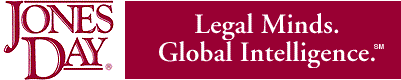 JONES
DAY®
Legal Minds.
Global Intelligence.℠